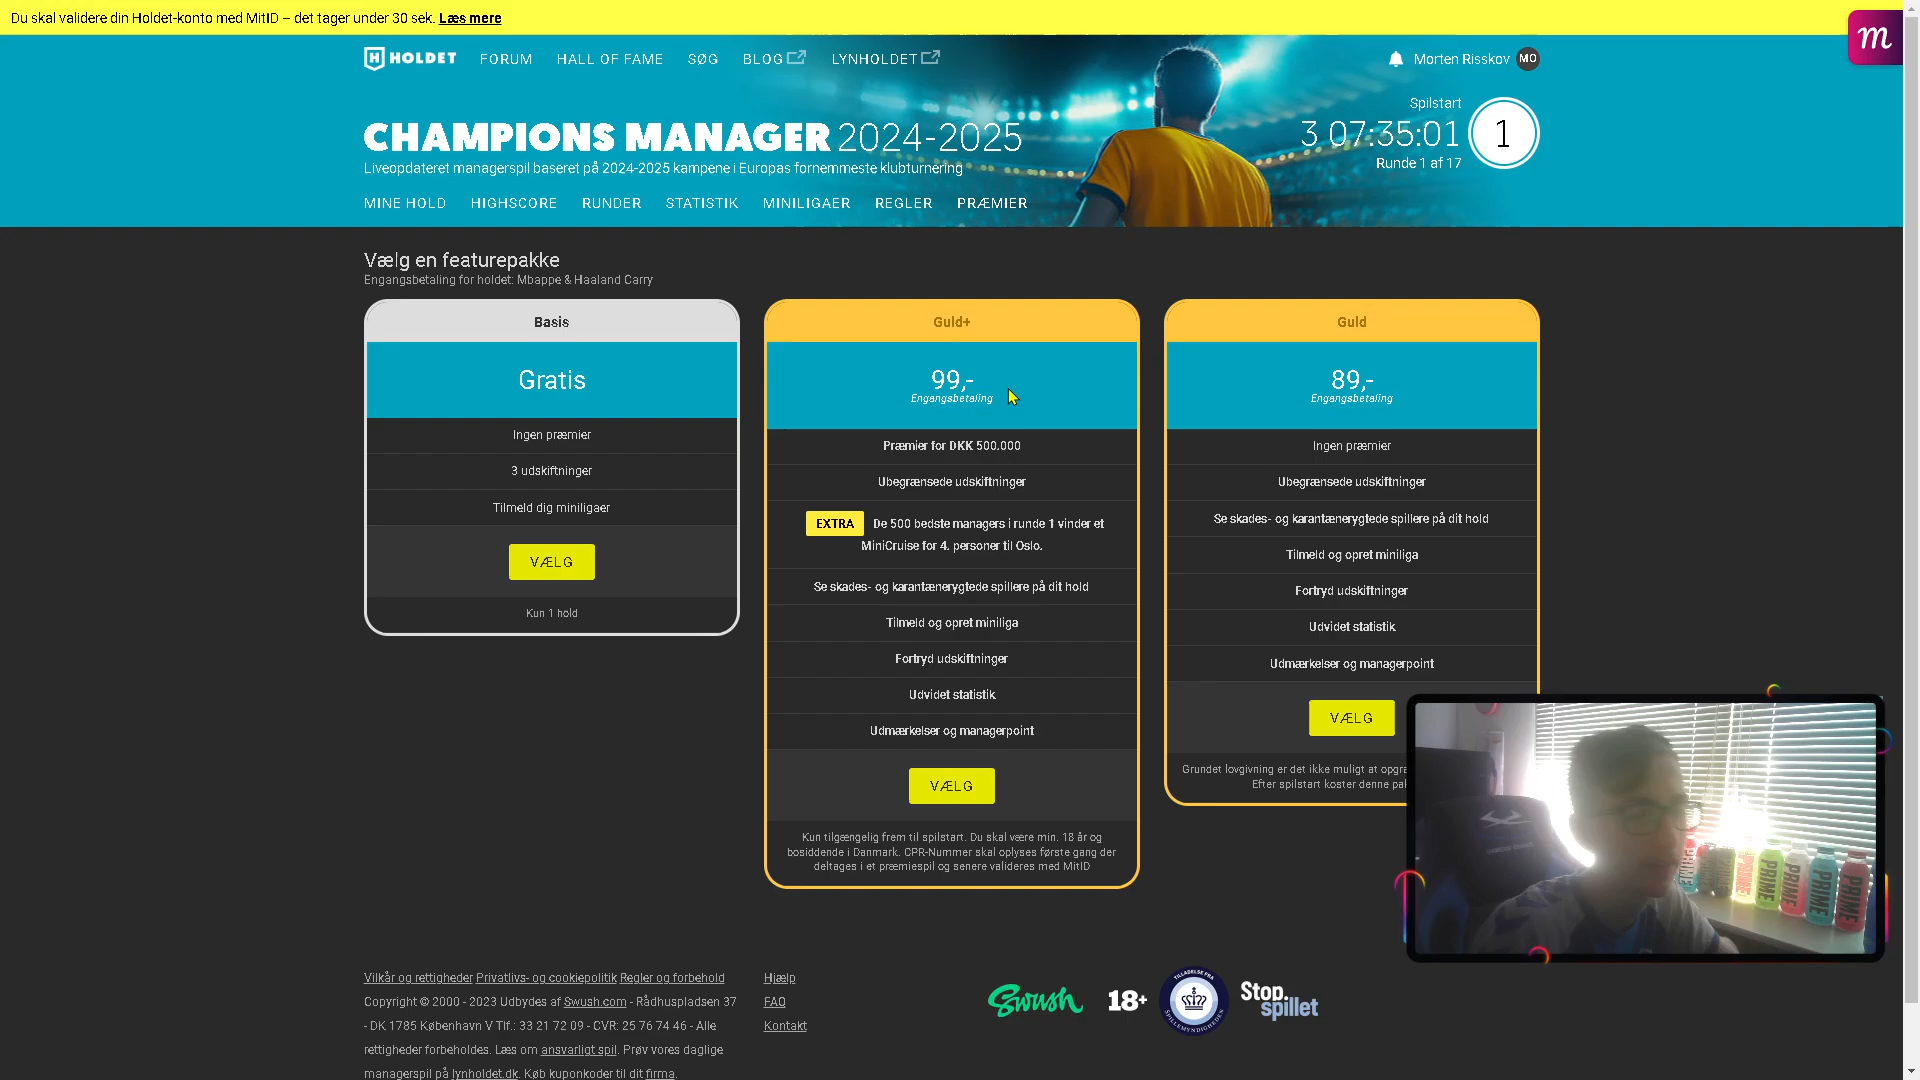 Du skal validere din Holdet-konto med MitID – det tager under 30 sek. Læs mere
m
H HOLDET FORUM HALL OF FAME SØG BLOG LYNHOLDET Morten Risskov MO
CHAMPIONS MANAGER 2024-2025
Liveopdateret managerspil baseret på 2024-2025 kampene i Europas fornemmeste klubturnering
Spilstart
3 07:35:01 1
Runde 1 af 17
MINE HOLD HIGHSCORE RUNDER STATISTIK MINILIGAER REGLER PRÆMIER
Vælg en featurepakke
Engangsbetaling for holdet: Mbappe & Haaland Carry
Basis
Gratis
Ingen præmier
3 udskiftninger
Tilmeld dig miniligaer
VÆLG
Kun 1 hold
Guld+
99,-
Engangsbetaling
Præmier for DKK 500.000
Ubegrænsede udskiftninger
EXTRA De 500 bedste managers i runde 1 vinder et
MiniCruise for 4. personer til Oslo.
Se skades- og karantænerygtede spillere på dit hold
Tilmeld og opret miniliga
Fortryd udskiftninger
Udvidet statistik
Udmærkelser og managerpoint
VÆLG
Kun tilgængelig frem til spilstart. Du skal være min. 18 år og
bosiddende i Danmark. CPR-Nummer skal oplyses første gang der
deltages i et præmiespil og senere valideres med MitID
Guld
89,-
Engangsbetaling
Ingen præmier
Ubegrænsede udskiftninger
Se skades- og karantænerygtede spillere på dit hold
Tilmeld og opret miniliga
Fortryd udskiftninger
Udvidet statistik
Udmærkelser og managerpoint
VÆLG
Grundet lovgivning er det ikke muligt at opgra
Efter spilstart koster denne pak
PRIME PRIME PRIME PRIME PRIME PRIME
Vilkår og rettigheder Privatlivs- og cookiepolitik Regler og forbehold
Copyright © 2000 - 2023 Udbydes af Swush.com - Rådhuspladsen 37
- DK 1785 København V Tlf.: 33 21 72 09 - CVR: 25 76 74 46 - Alle
rettigheder forbeholdes. Læs om ansvarligt spil. Prøv vores daglige
managerspil på lynholdet.dk. Køb kuponkoder til dit firma.
Hjælp
FAQ
Kontakt
Swush 18+ TILLADELSE FRA SPILLEMYNDIGHEDEN Stop.
spillet